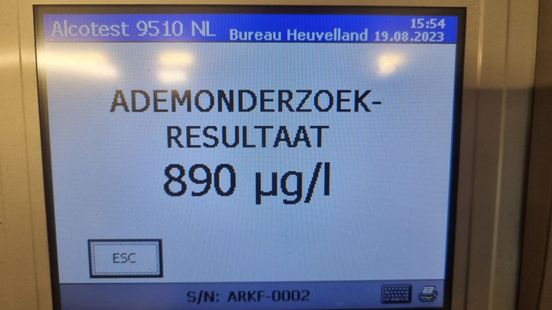 Alcotest 9510 NL
15:54
Bureau Heuvelland 19.08.2023
ADEMONDERZOEK-
RESULTAAT
890 µg/l
ESC
S/N: ARKF-0002